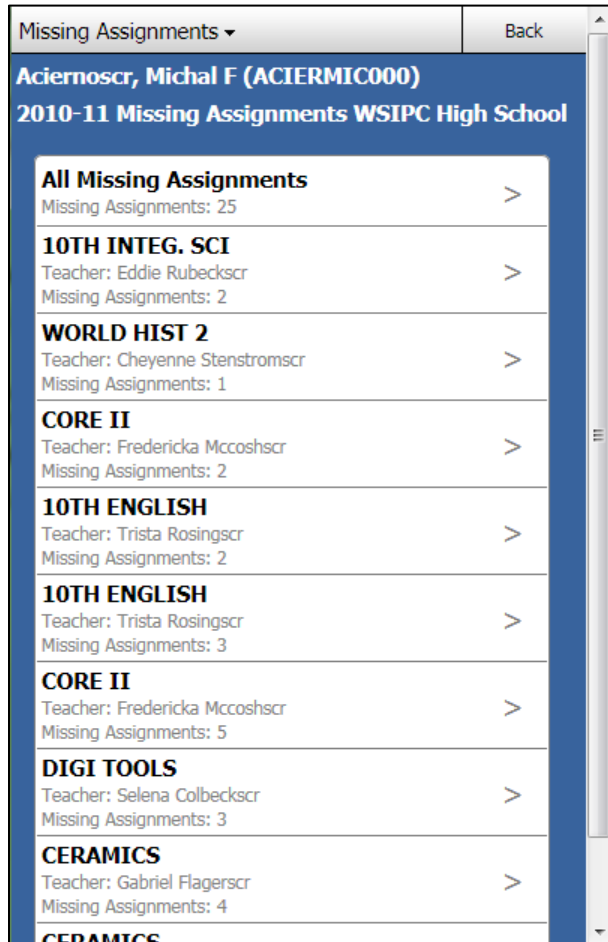 Missing Assignments ▾ Back
Aciernoscr, Michal F (ACIERMIC000)
2010-11 Missing Assignments WSIPC High School
All Missing Assignments
Missing Assignments: 25
>
10TH INTEG. SCI
Teacher: Eddie Rubeckscr
Missing Assignments: 2
>
WORLD HIST 2
Teacher: Cheyenne Stenstromscr
Missing Assignments: 1
>
CORE II
Teacher: Fredericka Mccoshscr
Missing Assignments: 2
>
10TH ENGLISH
Teacher: Trista Rosingscr
Missing Assignments: 2
>
10TH ENGLISH
Teacher: Trista Rosingscr
Missing Assignments: 3
>
CORE II
Teacher: Fredericka Mccoshscr
Missing Assignments: 5
>
DIGI TOOLS
Teacher: Selena Colbeckscr
Missing Assignments: 3
>
CERAMICS
Teacher: Gabriel Flagerscr
Missing Assignments: 4
>
CERAMICS